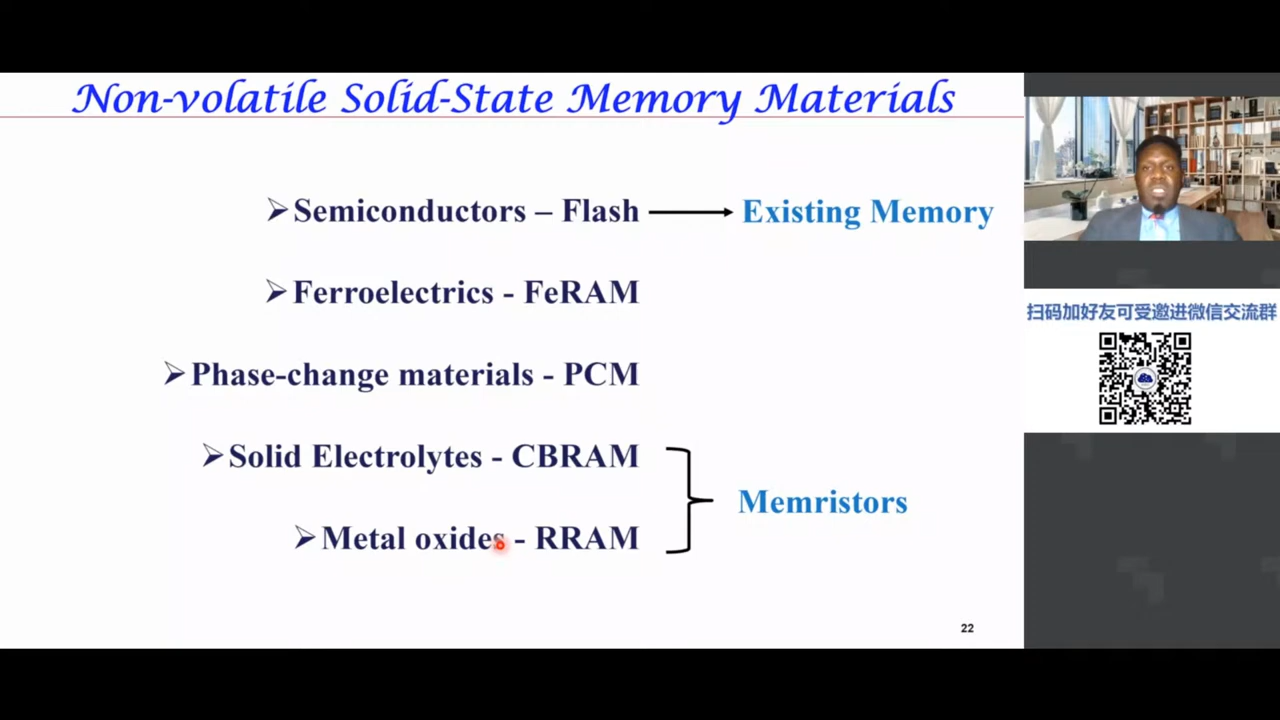 Non-volatile Solid-State Memory Materials
➢Semiconductors – Flash
Existing Memory
➢Ferroelectrics - FeRAM
➢Phase-change materials - PCM
➢Solid Electrolytes - CBRAM
Memristors
➢Metal oxides - RRAM
22
扫码加好友可受邀进微信交流群